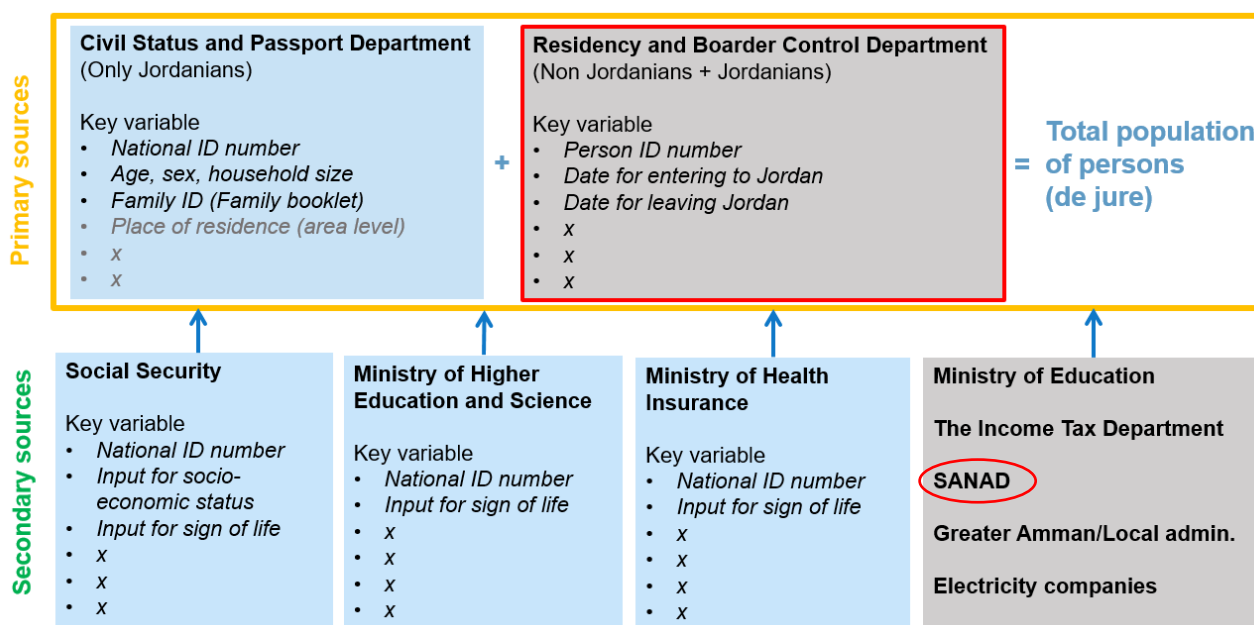 Primary sources
Civil Status and Passport Department
(Only Jordanians)
Key variable
• National ID number
• Age, sex, household size
• Family ID (Family booklet)
• Place of residence (area level)
• x
• x
+
Residency and Boarder Control Department
(Non Jordanians + Jordanians)
Key variable
• Person ID number
• Date for entering to Jordan
• Date for leaving Jordan
• x
• x
• x
=
Total population
of persons
(de jure)
Secondary sources
Social Security
Key variable
• National ID number
• Input for socio-
economic status
• Input for sign of life
• x
• x
• x
Ministry of Higher
Education and Science
Key variable
• National ID number
• Input for sign of life
• x
• x
• x
• x
Ministry of Health
Insurance
Key variable
• National ID number
• Input for sign of life
• x
• x
• x
• x
Ministry of Education
The Income Tax Department
SANAD
Greater Amman/Local admin.
Electricity companies